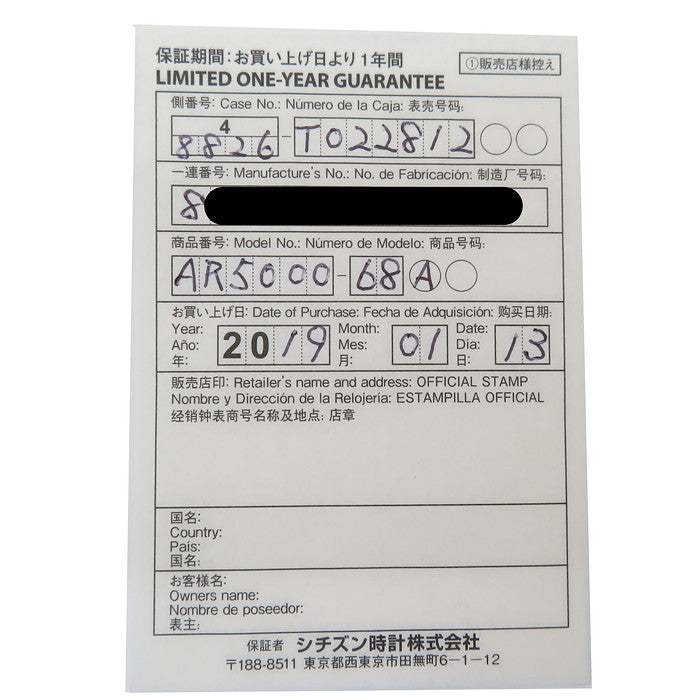 保証期間：お買い上げ日より1年間
LIMITED ONE-YEAR GUARANTEE
①販売店様控え
側番号: Case No.: Número de la Caja: 表壳号码:
4
8826-T022812
一連番号: Manufacture's No.: No. de Fabricación: 制造厂号码:
8
商品番号: Model No.: Número de Modelo: 商品号码:
AR5000-68A
お買い上げ日: Date of Purchase: Fecha de Adquisición: 购买日期:
Year: Año: 年: 2019 Month: Mes: 月: 01 Date: Día: 日: 13
販売店印: Retailer's name and address: OFFICIAL STAMP
Nombre y Dirección de la Relojería: ESTAMPILLA OFFICIAL
经销钟表商号名称及地点: 店章
国名:
Country:
País:
国名:
お客様名:
Owners name:
Nombre de poseedor:
表主:
保証者 シチズン時計株式会社
〒188-8511 東京都西東京市田無町6－1－12